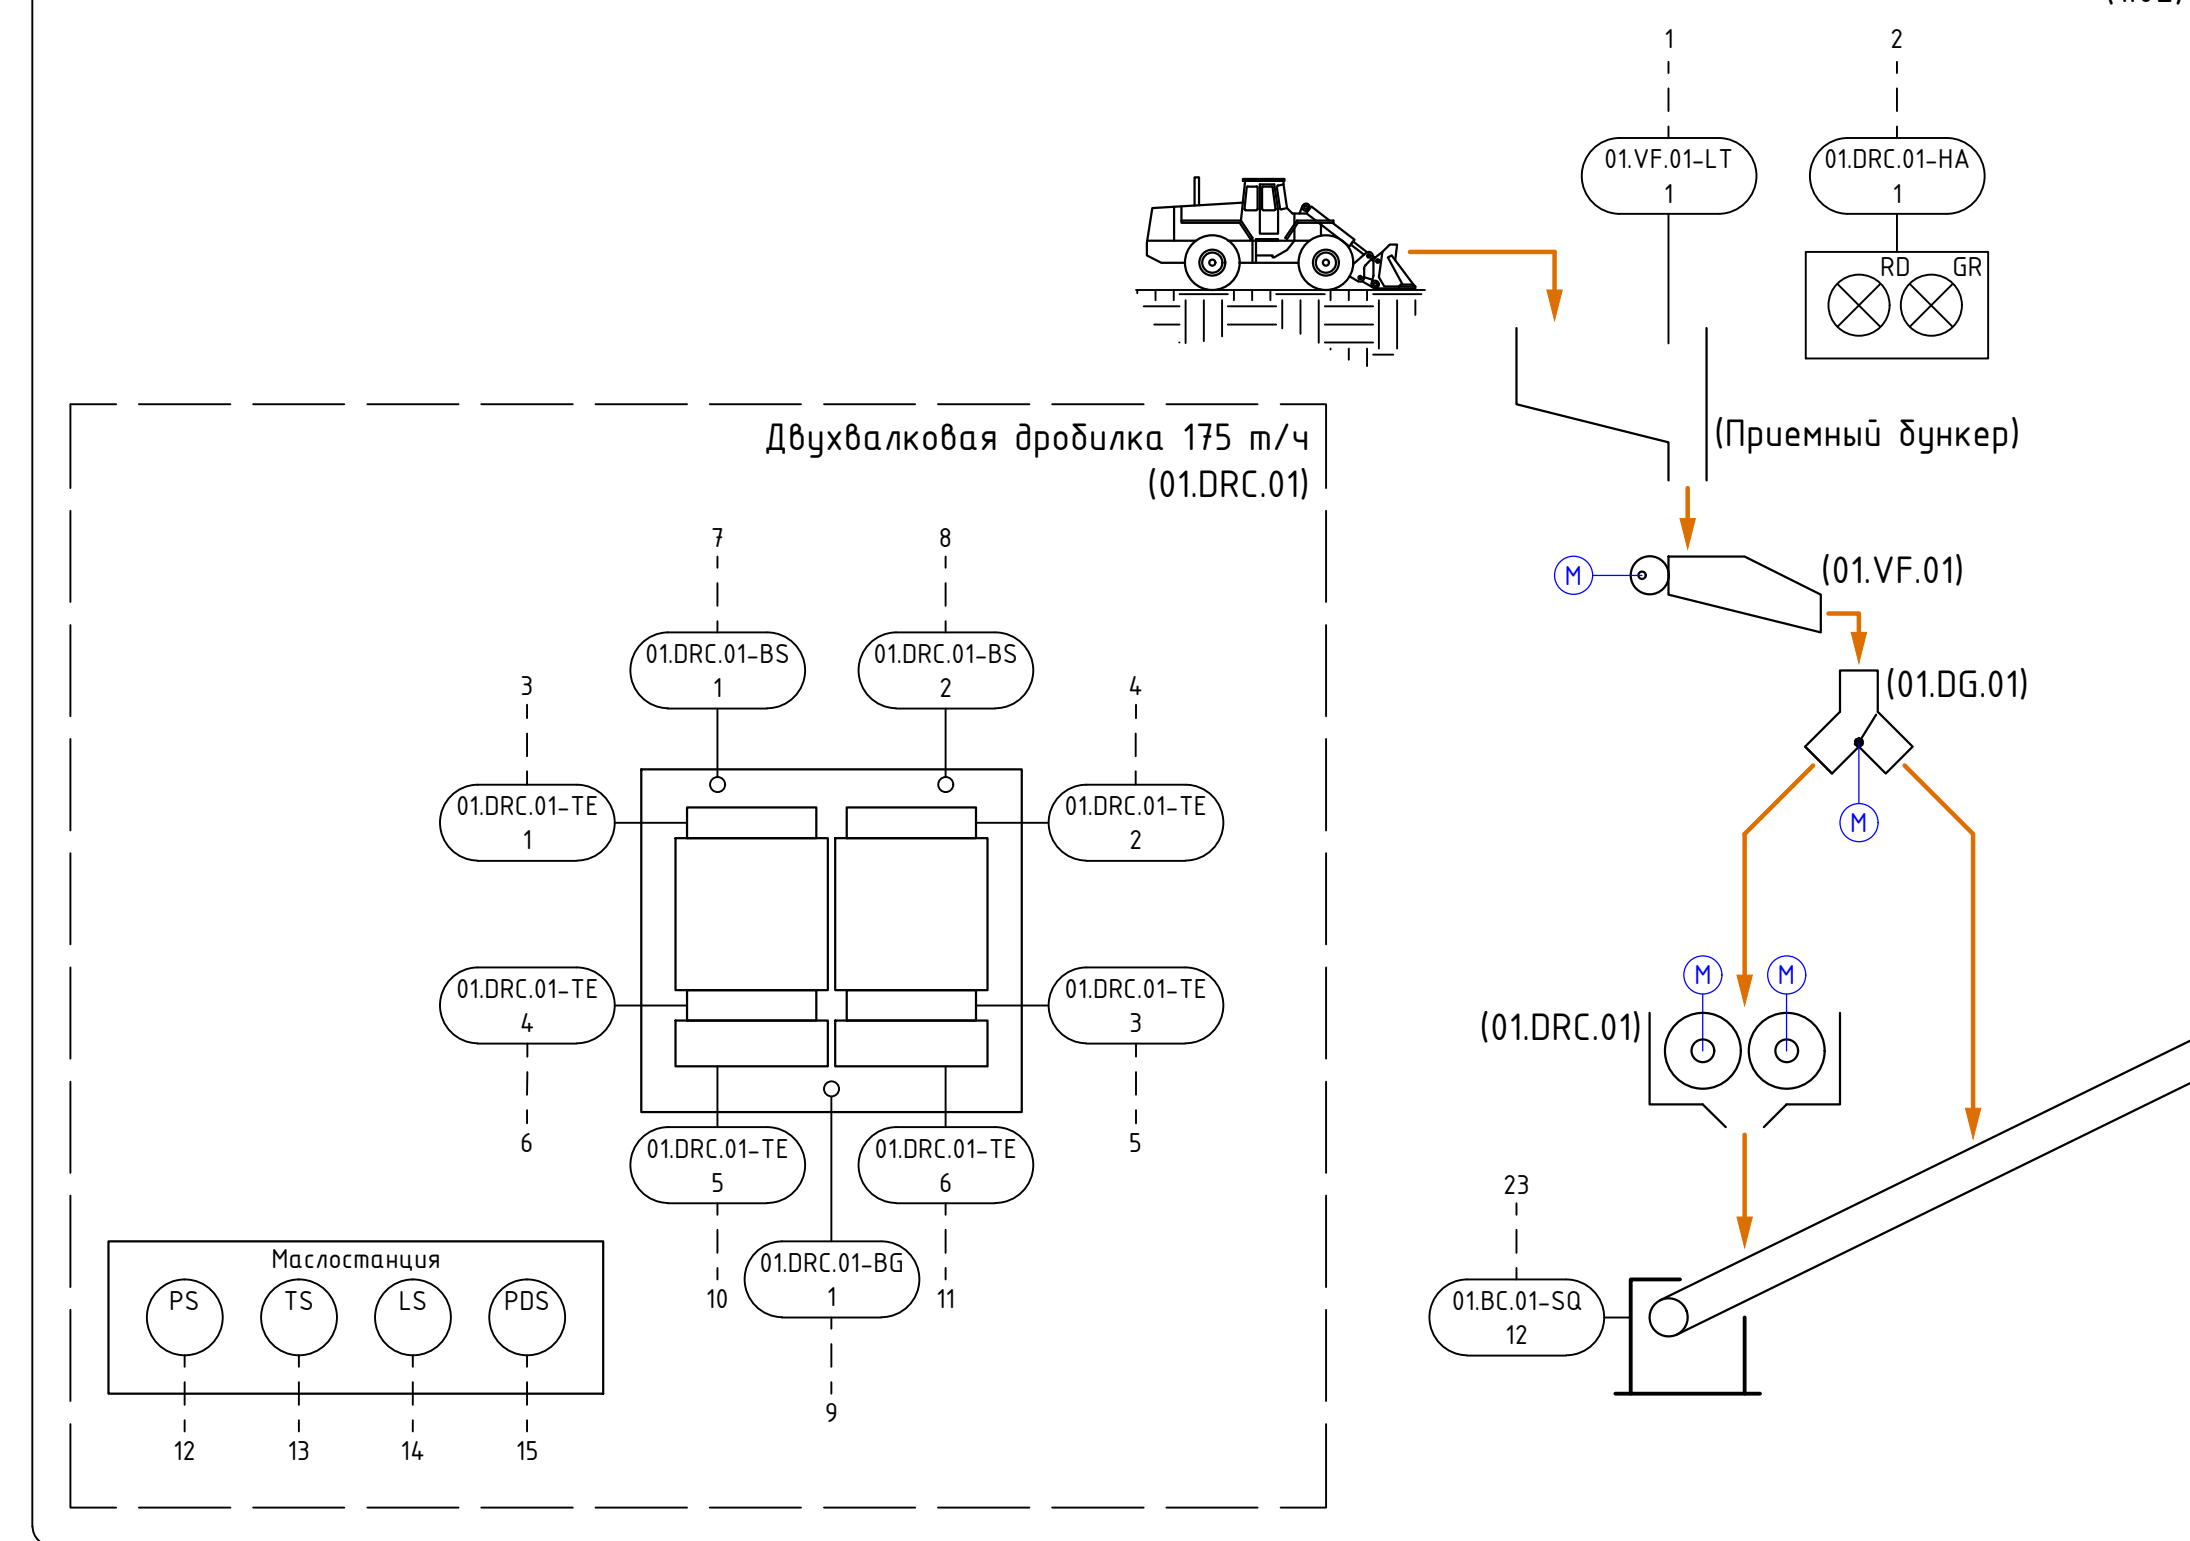 1
2
01.VF.01-LT
1
01.DRC.01-HA
1
RD
GR
Двухвалковая дробилка 175 т/ч
(01.DRC.01)
(Приемный бункер)
7
8
M
(01.VF.01)
01.DRC.01-BS
1
01.DRC.01-BS
2
3
4
(01.DG.01)
01.DRC.01-TE
1
01.DRC.01-TE
2
M
01.DRC.01-TE
4
01.DRC.01-TE
3
M
M
(01.DRC.01)
6
5
01.DRC.01-TE
5
01.DRC.01-TE
6
23
Маслостанция
PS
TS
LS
PDS
10
01.DRC.01-BG
1
11
01.BC.01-SQ
12
9
12
13
14
15